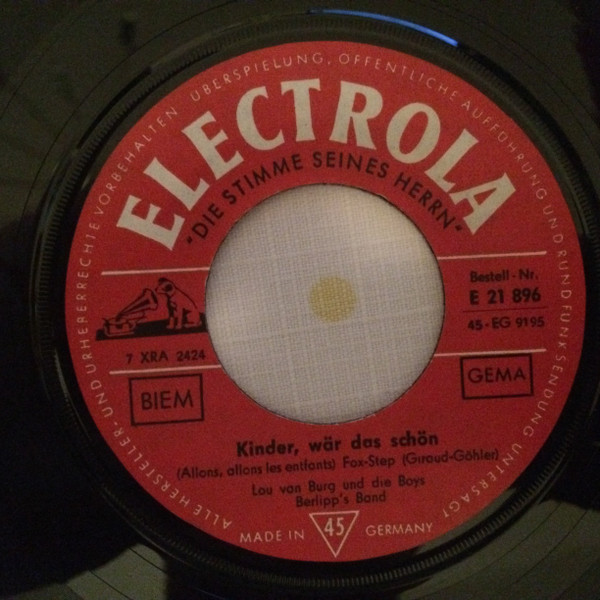 ALLE HERSTELLER- UND URHEBERRECHTE VORBEHALTEN ÜBERSPIELUNG, ÖFFENTLICHE AUFFÜHRUNG UND RUNDFUNKSENDUNG UNTERSAGT
ELECTROLA
"DIE STIMME SEINES HERRN"
Bestell-Nr.
E 21 896
45-EG 9195
7 XRA 2424
BIEM
GEMA
Kinder, wär das schön
(Allons, allons les entfants) Fox-Step (Giraud-Göhler)
Lou van Burg und die Boys
Berlipp's Band
MADE IN 45 GERMANY